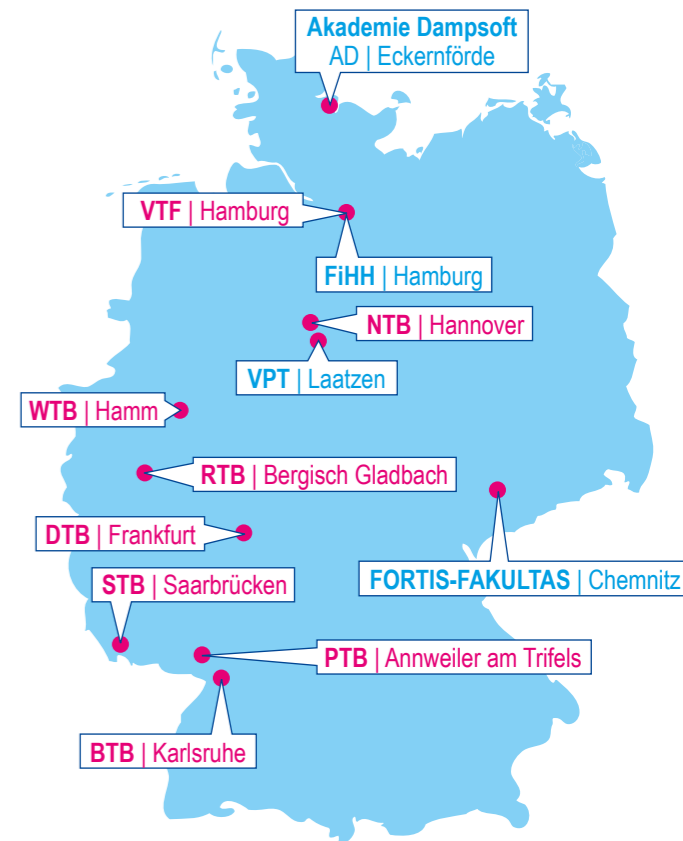 Akademie Dampsoft
AD | Eckernförde
VTF | Hamburg
FiHH | Hamburg
NTB | Hannover
VPT | Laatzen
WTB | Hamm
RTB | Bergisch Gladbach
DTB | Frankfurt
FORTIS-FAKULTAS | Chemnitz
STB | Saarbrücken
PTB | Annweiler am Trifels
BTB | Karlsruhe